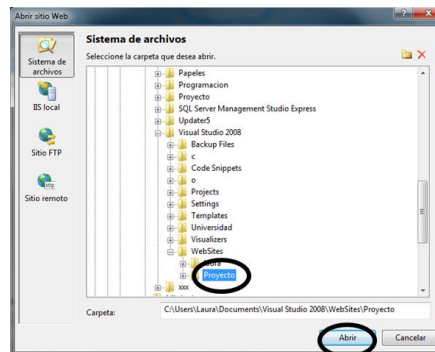 Abrir sitio Web
Sistema de archivos
Seleccione la carpeta que desea abrir.
Sistema de
archivos
IIS local
Sitio FTP
Sitio remoto
Papeles
Programacion
Proyecto
SQL Server Management Studio Express
Updater5
Visual Studio 2008
Backup Files
c
Code Snippets
o
Projects
Settings
Templates
Universidad
Visualizers
WebSites
Proyecto
xxx
Carpeta:
C:\Users\Laura\Documents\Visual Studio 2008\WebSites\Proyecto
Abrir
Cancelar